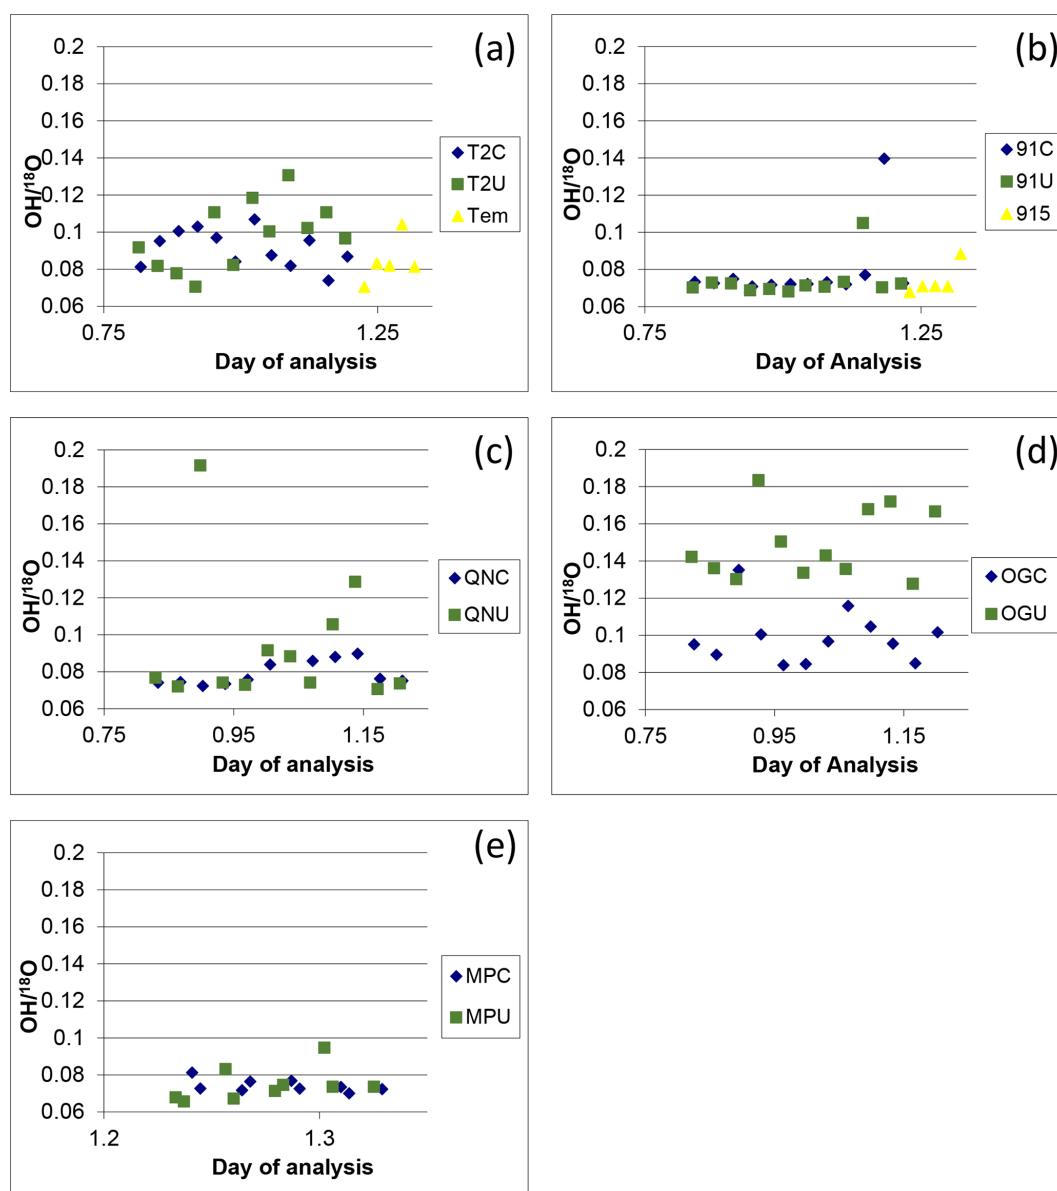 (a)
0.2
0.18
0.16
0.14
0.12
0.1
0.08
0.06
OH/18O
0.75
1.25
Day of analysis
T2C
T2U
Tem
(b)
0.2
0.18
0.16
0.14
0.12
0.1
0.08
0.06
OH/18O
0.75
1.25
Day of Analysis
91C
91U
915
(c)
0.2
0.18
0.16
0.14
0.12
0.1
0.08
0.06
OH/18O
0.75
0.95
1.15
Day of analysis
QNC
QNU
(d)
0.2
0.18
0.16
0.14
0.12
0.1
0.08
0.06
OH/18O
0.75
0.95
1.15
Day of Analysis
OGC
OGU
(e)
0.2
0.18
0.16
0.14
0.12
0.1
0.08
0.06
OH/18O
1.2
1.3
Day of analysis
MPC
MPU